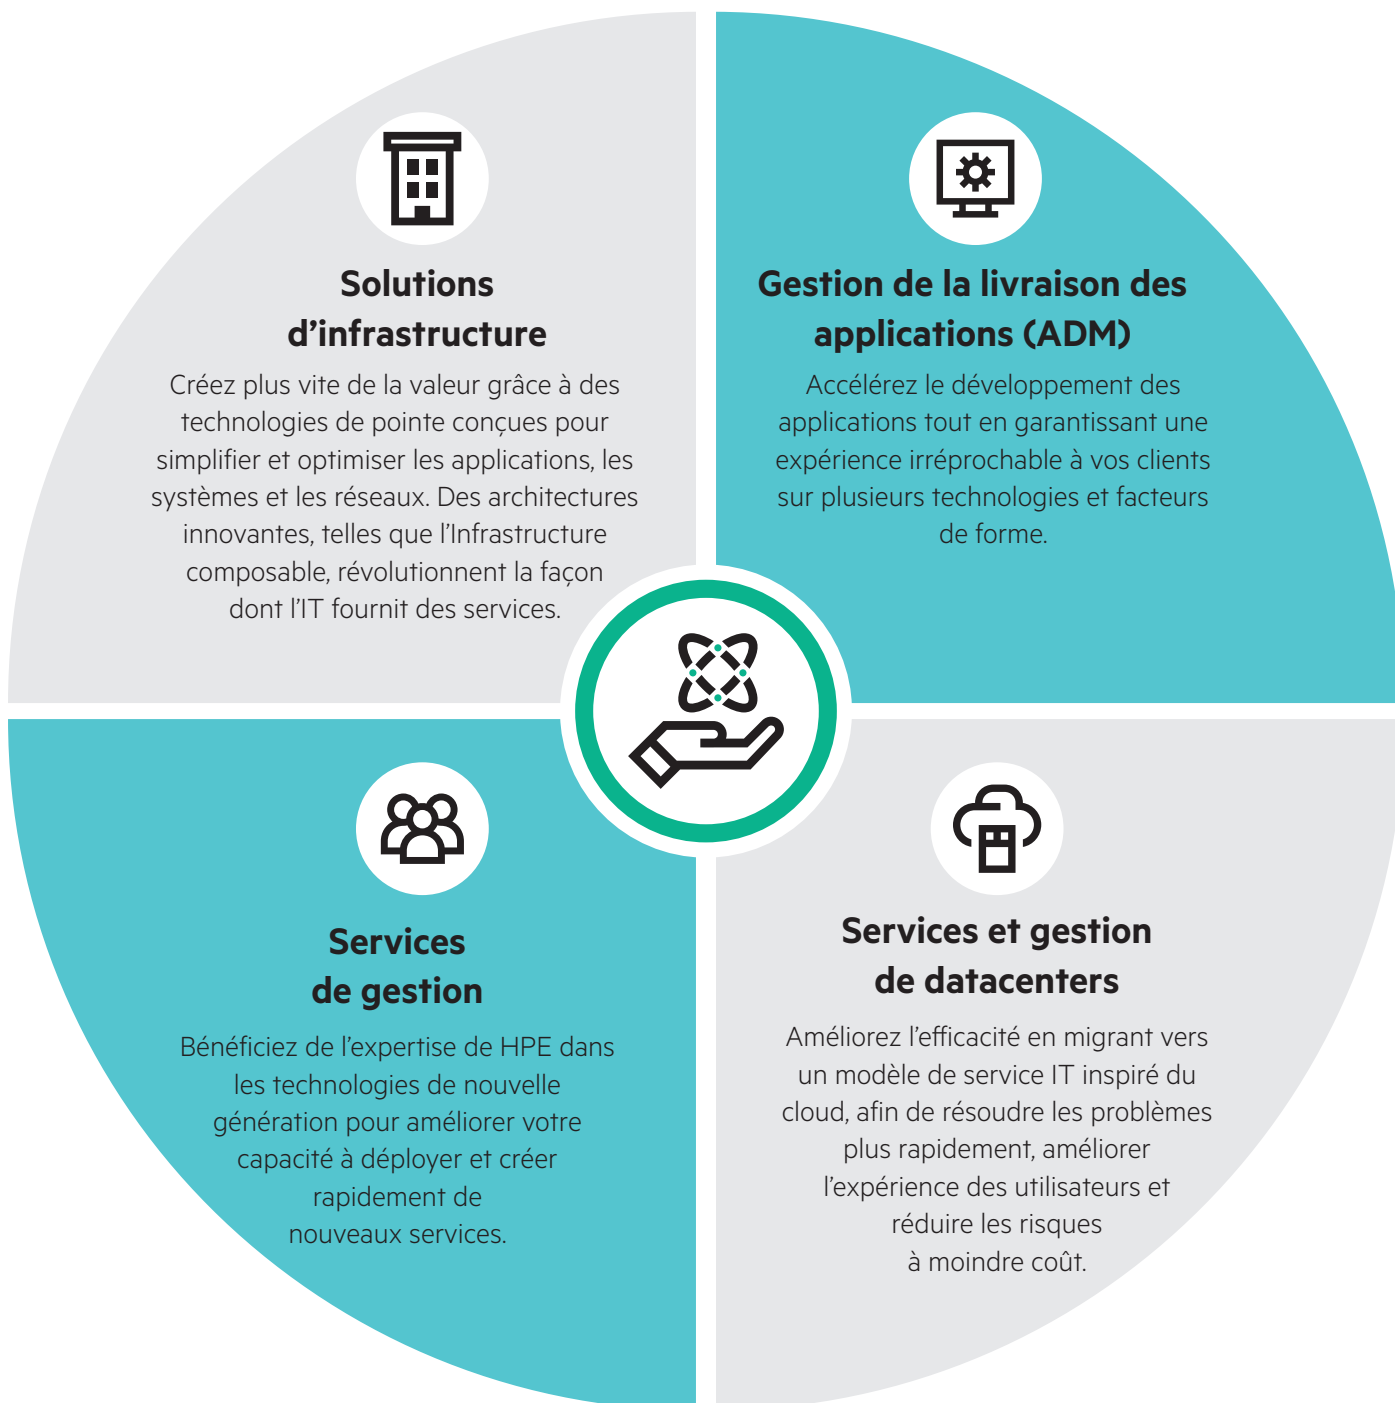 Solutions
d’infrastructure
Créez plus vite de la valeur grâce à des
technologies de pointe conçues pour
simplifier et optimiser les applications, les
systèmes et les réseaux. Des architectures
innovantes, telles que l’Infrastructure
composable, révolutionnent la façon
dont l’IT fournit des services.
Gestion de la livraison des
applications (ADM)
Accélérez le développement des
applications tout en garantissant une
expérience irréprochable à vos clients
sur plusieurs technologies et facteurs
de forme.
Services
de gestion
Bénéficiez de l’expertise de HPE dans
les technologies de nouvelle
génération pour améliorer votre
capacité à déployer et créer
rapidement de
nouveaux services.
Services et gestion
de datacenters
Améliorez l’efficacité en migrant vers
un modèle de service IT inspiré du
cloud, afin de résoudre les problèmes
plus rapidement, améliorer
l’expérience des utilisateurs et
réduire les risques
à moindre coût.